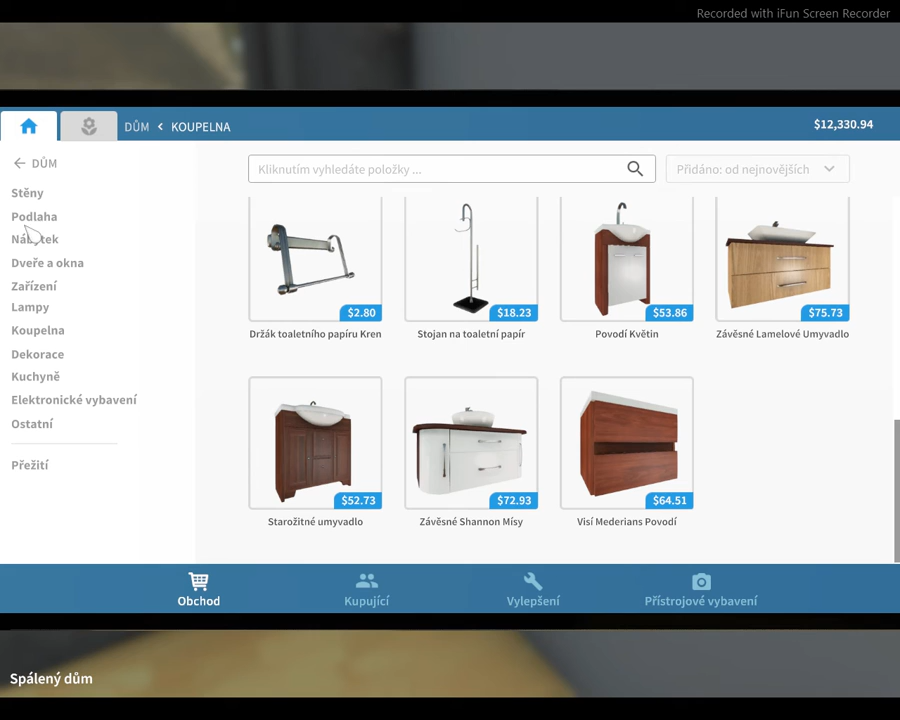 Recorded with iFun Screen Recorder
DŮM < KOUPELNA
$12,330.94
DŮM
Kliknutím vyhledáte položky ...
Přidáno: od nejnovějších
Stěny
Podlaha
Nábytek
Dveře a okna
Zařízení
Lampy
Koupelna
Dekorace
Kuchyně
Elektronické vybavení
Ostatní
Přežití
$2.80
$18.23
$53.86
$75.73
Držák toaletního papíru Kren
Stojan na toaletní papír
Povodí Květin
Závěsné Lamelové Umyvadlo
$52.73
$72.93
$64.51
Starožitné umyvadlo
Závěsné Shannon Mísy
Visí Mederians Povodí
Obchod
Kupující
Vylepšení
Přístrojové vybavení
Spálený dům